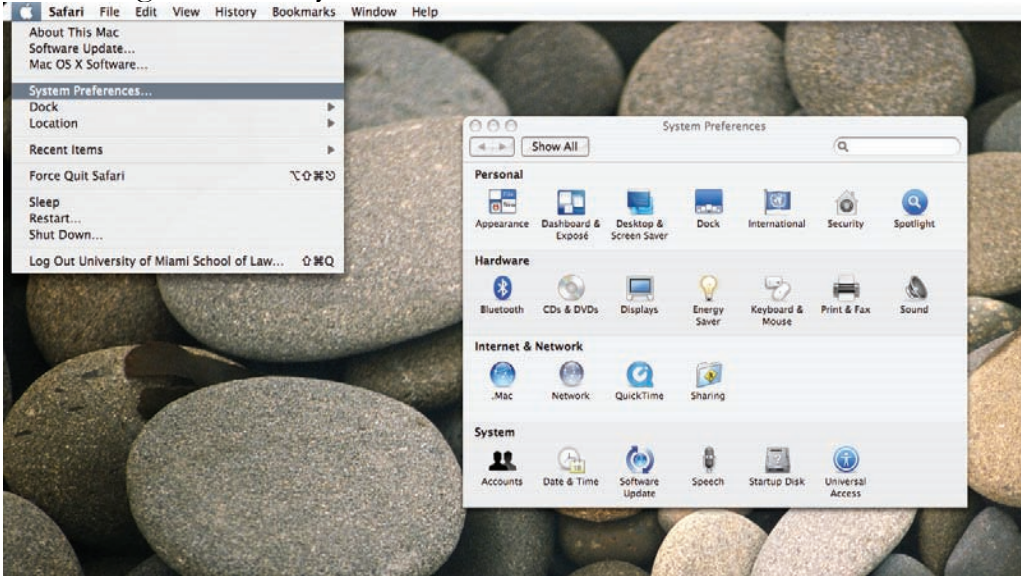 Safari File Edit View History Bookmarks Window Help
About This Mac
Software Update...
Mac OS X Software...
System Preferences...
Dock
Location
Recent Items
Force Quit Safari ⌥⇧⌘⎋
Sleep
Restart...
Shut Down...
Log Out University of Miami School of Law... ⇧⌘Q
System Preferences
Show All
Personal
Appearance Dashboard & Exposé Desktop & Screen Saver Dock International Security Spotlight
Hardware
Bluetooth CDs & DVDs Displays Energy Saver Keyboard & Mouse Print & Fax Sound
Internet & Network
.Mac Network QuickTime Sharing
System
Accounts Date & Time Software Update Speech Startup Disk Universal Access